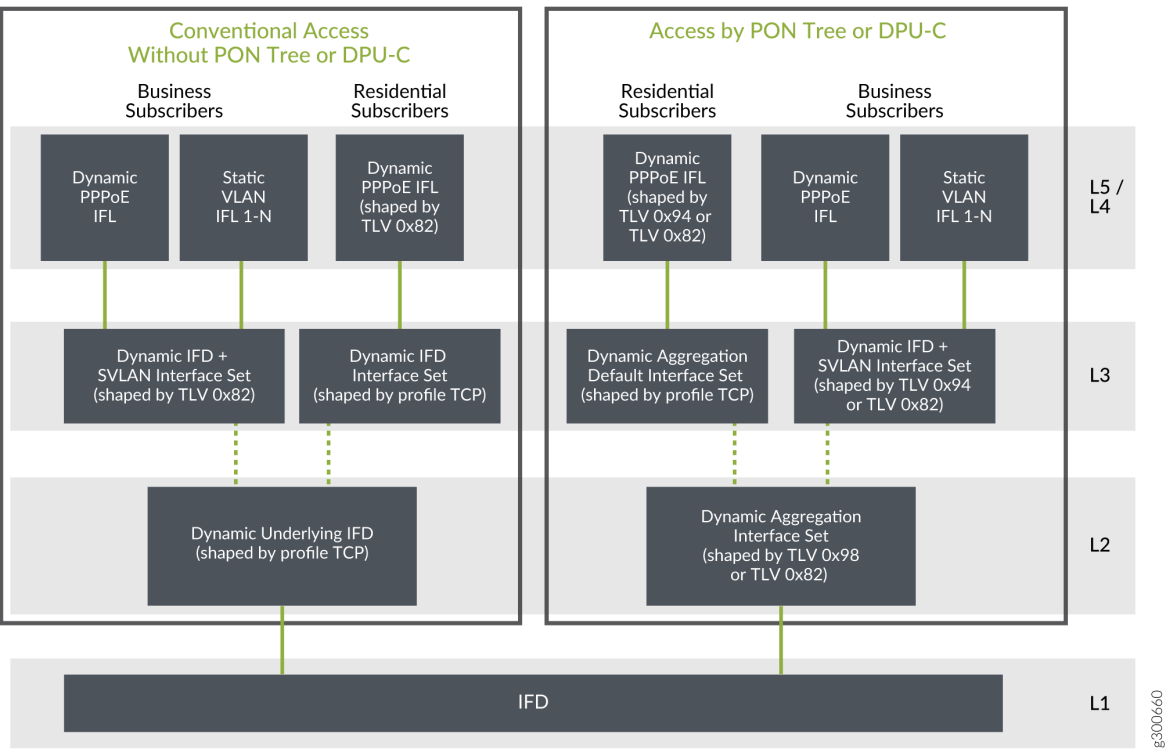 Conventional Access
Without PON Tree or DPU-C
Business
Subscribers
Residential
Subscribers
Dynamic
PPPoE
IFL
Static
VLAN
IFL 1-N
Dynamic
PPPoE IFL
(shaped by
TLV 0x82)
Dynamic IFD +
SVLAN Interface Set
(shaped by TLV 0x82)
Dynamic IFD
Interface Set
(shaped by profile TCP)
Dynamic Underlying IFD
(shaped by profile TCP)
Access by PON Tree or DPU-C
Residential
Subscribers
Business
Subscribers
Dynamic
PPPoE IFL
(shaped by
TLV 0x94 or
TLV 0x82)
Dynamic
PPPoE
IFL
Static
VLAN
IFL 1-N
Dynamic Aggregation
Default Interface Set
(shaped by profile TCP)
Dynamic IFD +
SVLAN Interface Set
(shaped by TLV 0x94
or TLV 0x82)
Dynamic Aggregation
Interface Set
(shaped by TLV 0x98
or TLV 0x82)
L5 /
L4
L3
L2
IFD
L1
g300660